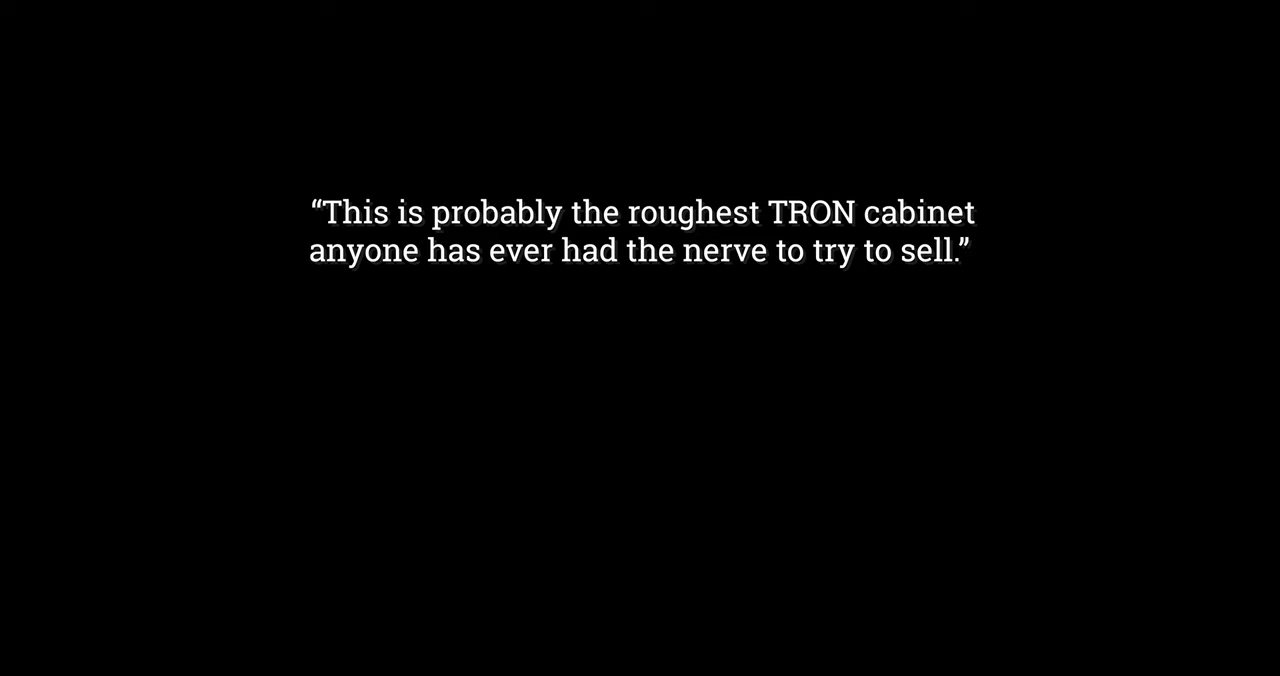 “This is probably the roughest TRON cabinet
anyone has ever had the nerve to try to sell.”